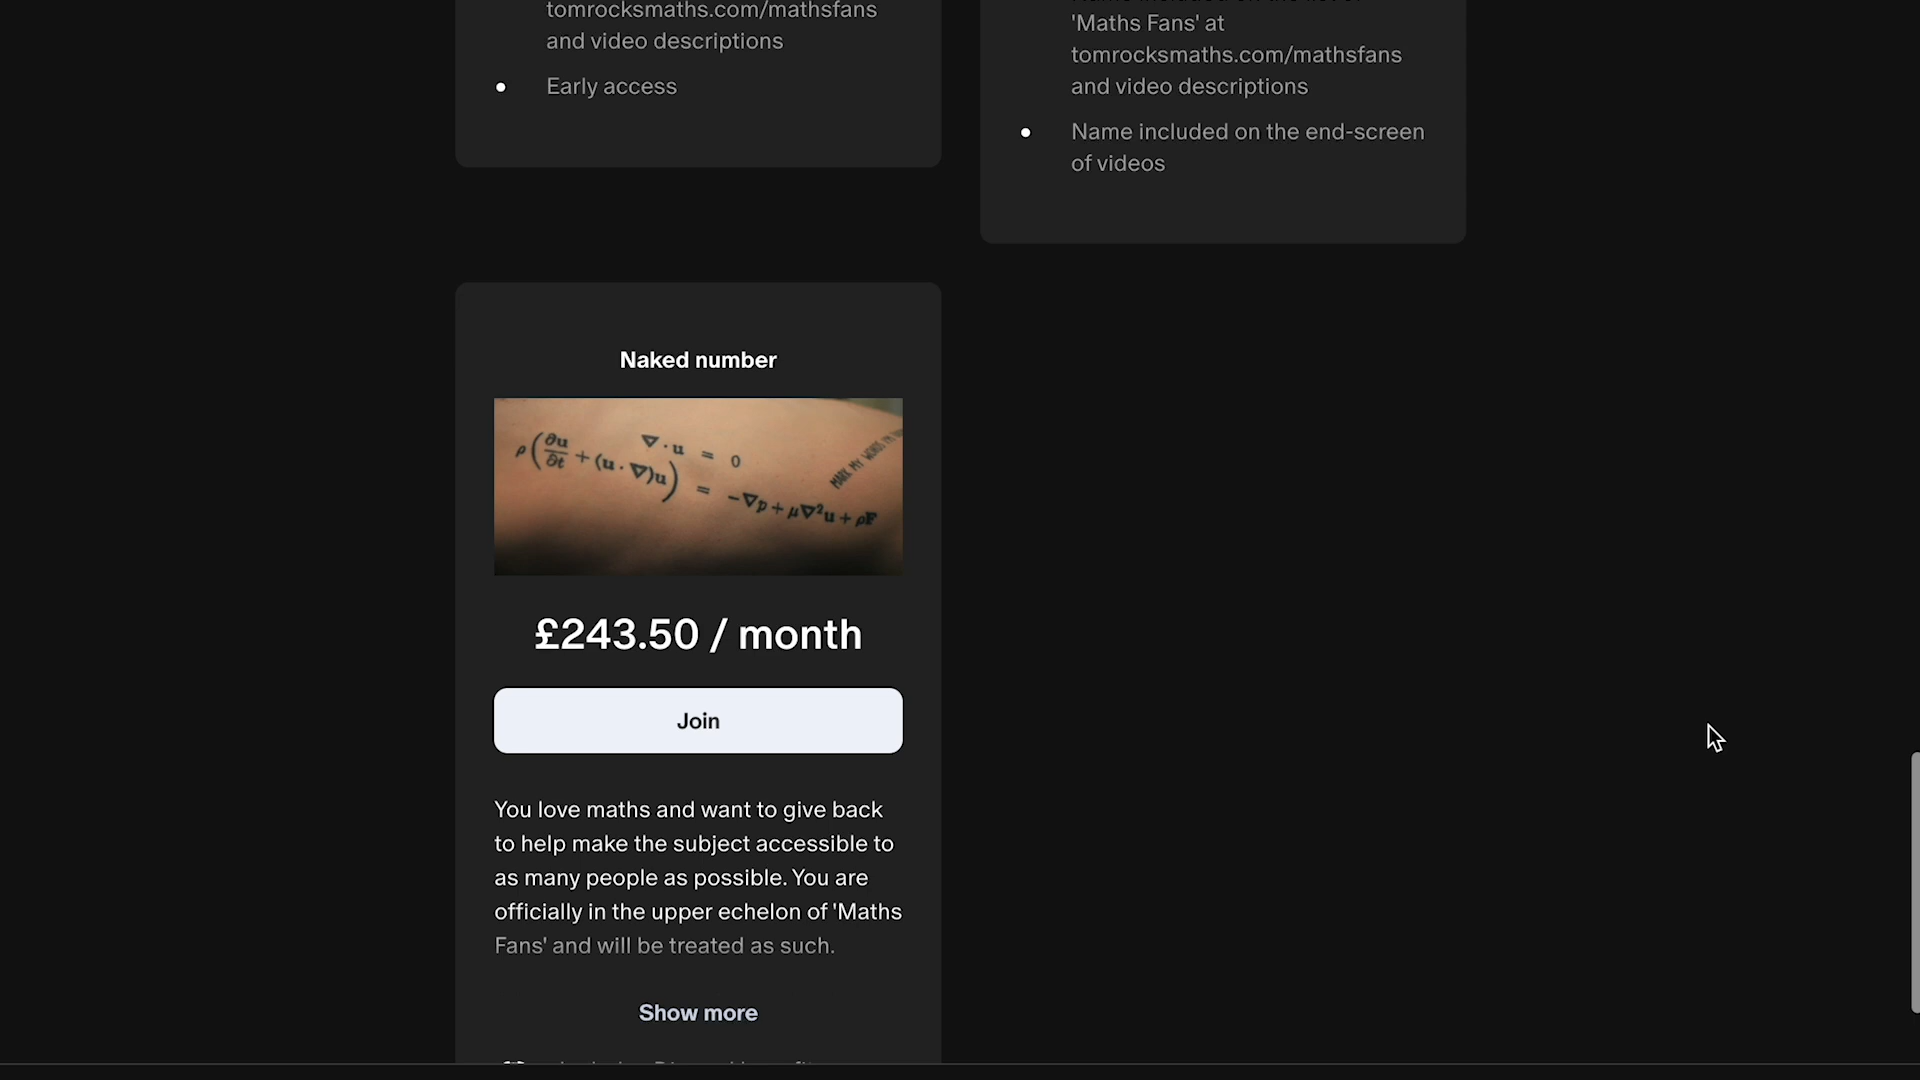 tomrocksmaths.com/mathsfans
and video descriptions
Early access
'Maths Fans' at
tomrocksmaths.com/mathsfans
and video descriptions
Name included on the end-screen
of videos
Naked number
∇ · u = 0
ρ(∂u/∂t + (u · ∇)u) = −∇p + μ∇²u + ρF
MARK MY WORDS
£243.50 / month
Join
You love maths and want to give back
to help make the subject accessible to
as many people as possible. You are
officially in the upper echelon of 'Maths
Fans' and will be treated as such.
Show more